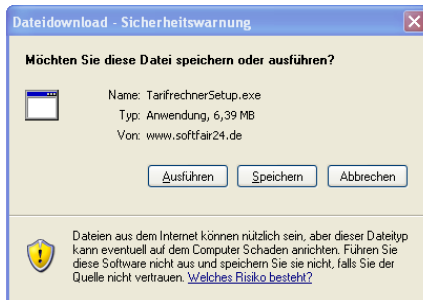 Dateidownload - Sicherheitswarnung
Möchten Sie diese Datei speichern oder ausführen?
Name: TarifrechnerSetup.exe
Typ: Anwendung, 6,39 MB
Von: www.softfair24.de
Ausführen Speichern Abbrechen
Dateien aus dem Internet können nützlich sein, aber dieser Dateityp
kann eventuell auf dem Computer Schaden anrichten. Führen Sie
diese Software nicht aus und speichern Sie sie nicht, falls Sie der
Quelle nicht vertrauen. Welches Risiko besteht?